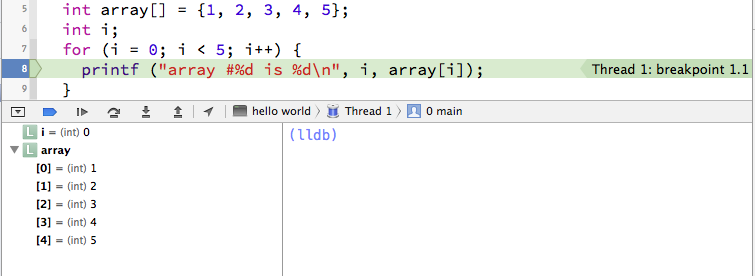 5 int array[] = {1, 2, 3, 4, 5};
6 int i;
7 for (i = 0; i < 5; i++) {
8 printf ("array #%d is %d\n", i, array[i]); Thread 1: breakpoint 1.1
9 }
hello world Thread 1 0 main
L i = (int) 0
L array
[0] = (int) 1
[1] = (int) 2
[2] = (int) 3
[3] = (int) 4
[4] = (int) 5
(lldb)